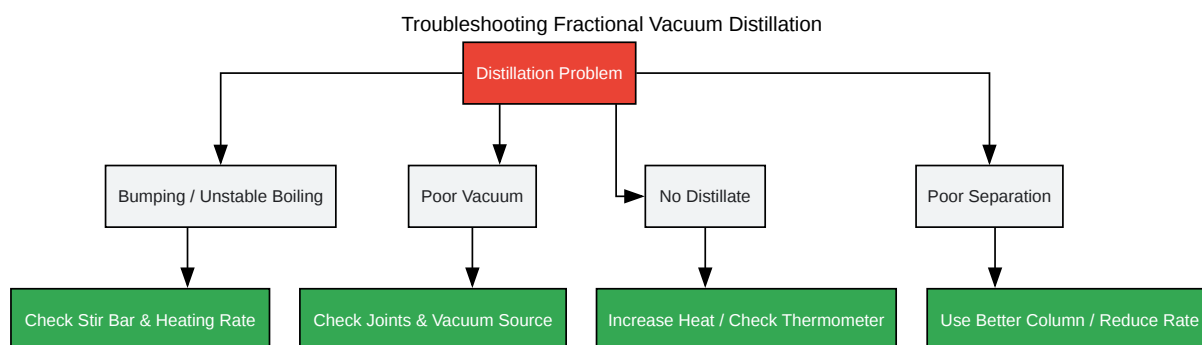 Troubleshooting Fractional Vacuum Distillation
Distillation Problem
Bumping / Unstable Boiling
Poor Vacuum
No Distillate
Poor Separation
Check Stir Bar & Heating Rate
Check Joints & Vacuum Source
Increase Heat / Check Thermometer
Use Better Column / Reduce Rate